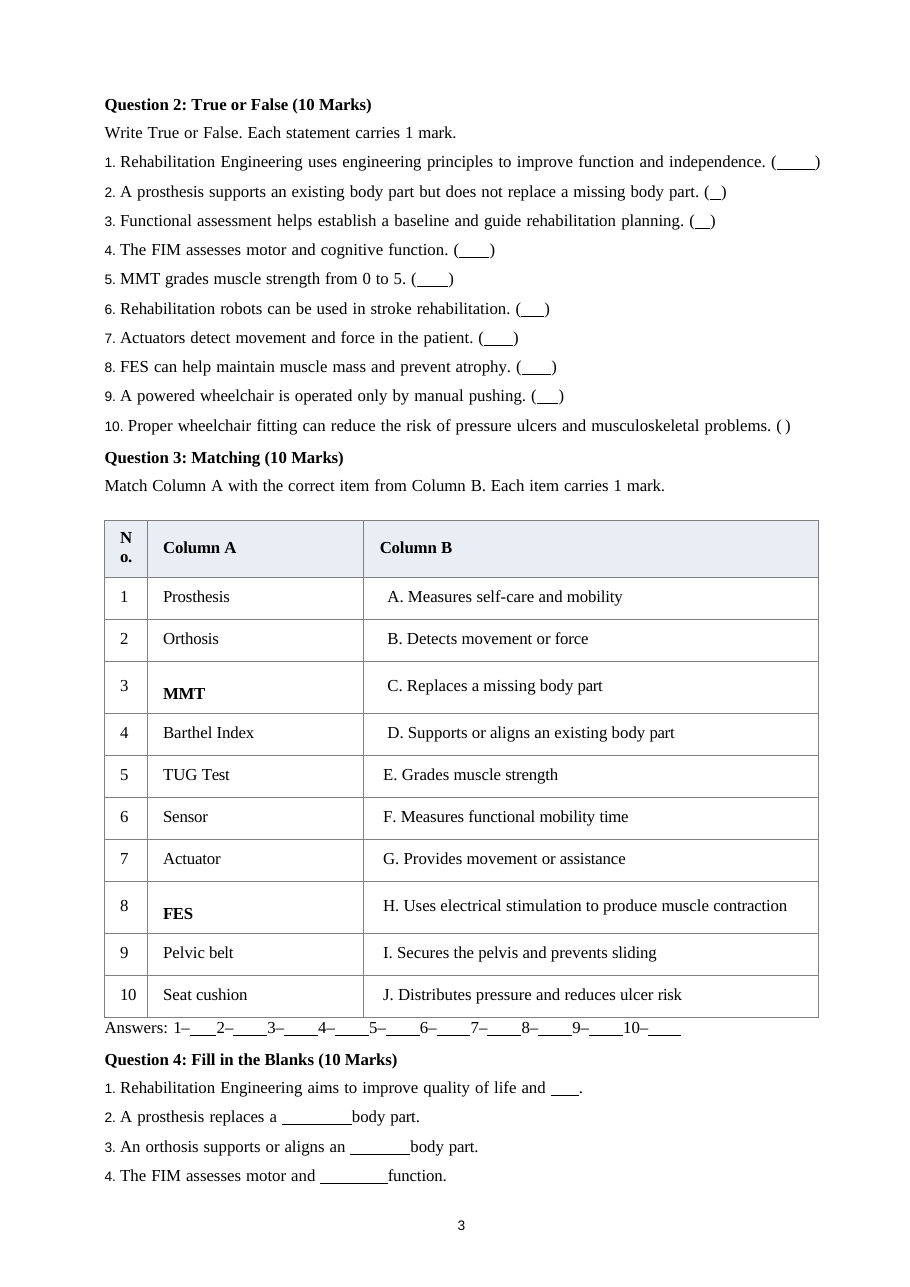 Question 2: True or False (10 Marks)
Write True or False. Each statement carries 1 mark.
1. Rehabilitation Engineering uses engineering principles to improve function and independence. (_____)
2. A prosthesis supports an existing body part but does not replace a missing body part. (_)
3. Functional assessment helps establish a baseline and guide rehabilitation planning. (__)
4. The FIM assesses motor and cognitive function. (____)
5. MMT grades muscle strength from 0 to 5. (____)
6. Rehabilitation robots can be used in stroke rehabilitation. (___)
7. Actuators detect movement and force in the patient. (____)
8. FES can help maintain muscle mass and prevent atrophy. (____)
9. A powered wheelchair is operated only by manual pushing. (___)
10. Proper wheelchair fitting can reduce the risk of pressure ulcers and musculoskeletal problems. ( )
Question 3: Matching (10 Marks)
Match Column A with the correct item from Column B. Each item carries 1 mark.
No. Column A Column B
1 Prosthesis A. Measures self-care and mobility
2 Orthosis B. Detects movement or force
3 MMT C. Replaces a missing body part
4 Barthel Index D. Supports or aligns an existing body part
5 TUG Test E. Grades muscle strength
6 Sensor F. Measures functional mobility time
7 Actuator G. Provides movement or assistance
8 FES H. Uses electrical stimulation to produce muscle contraction
9 Pelvic belt I. Secures the pelvis and prevents sliding
10 Seat cushion J. Distributes pressure and reduces ulcer risk
Answers: 1–___2–____3–____4–____5–____6–____7–____8–____9–____10–____
Question 4: Fill in the Blanks (10 Marks)
1. Rehabilitation Engineering aims to improve quality of life and ___.
2. A prosthesis replaces a ________body part.
3. An orthosis supports or aligns an _______body part.
4. The FIM assesses motor and ________function.
3